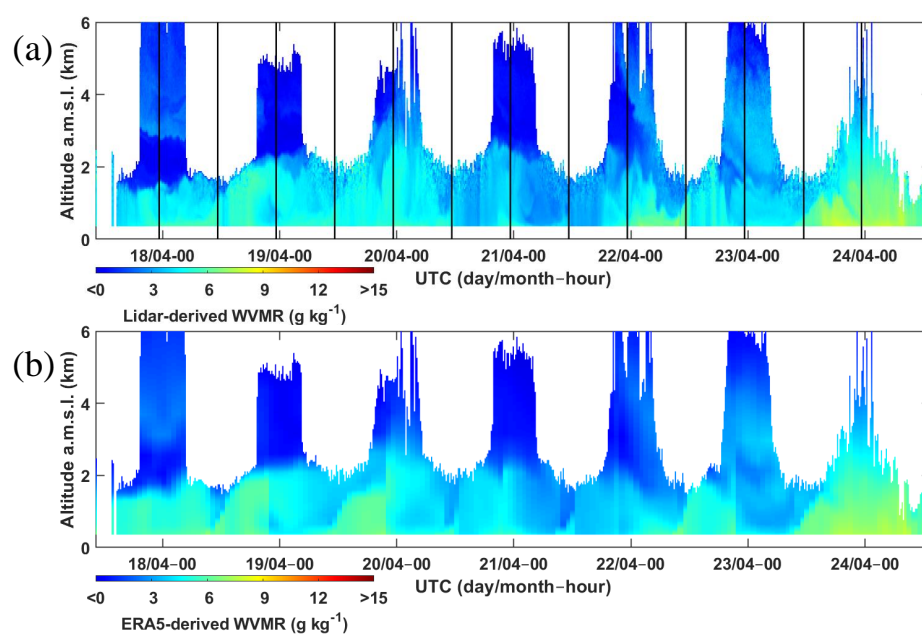 (a)
Altitude a.m.s.l. (km)
6
4
2
0
18/04-00 19/04-00 20/04-00 21/04-00 22/04-00 23/04-00 24/04-00
UTC (day/month-hour)
<0 3 6 9 12 >15
Lidar-derived WVMR (g kg⁻¹)
(b)
Altitude a.m.s.l. (km)
6
4
2
0
18/04-00 19/04-00 20/04-00 21/04-00 22/04-00 23/04-00 24/04-00
UTC (day/month-hour)
<0 3 6 9 12 >15
ERA5-derived WVMR (g kg⁻¹)